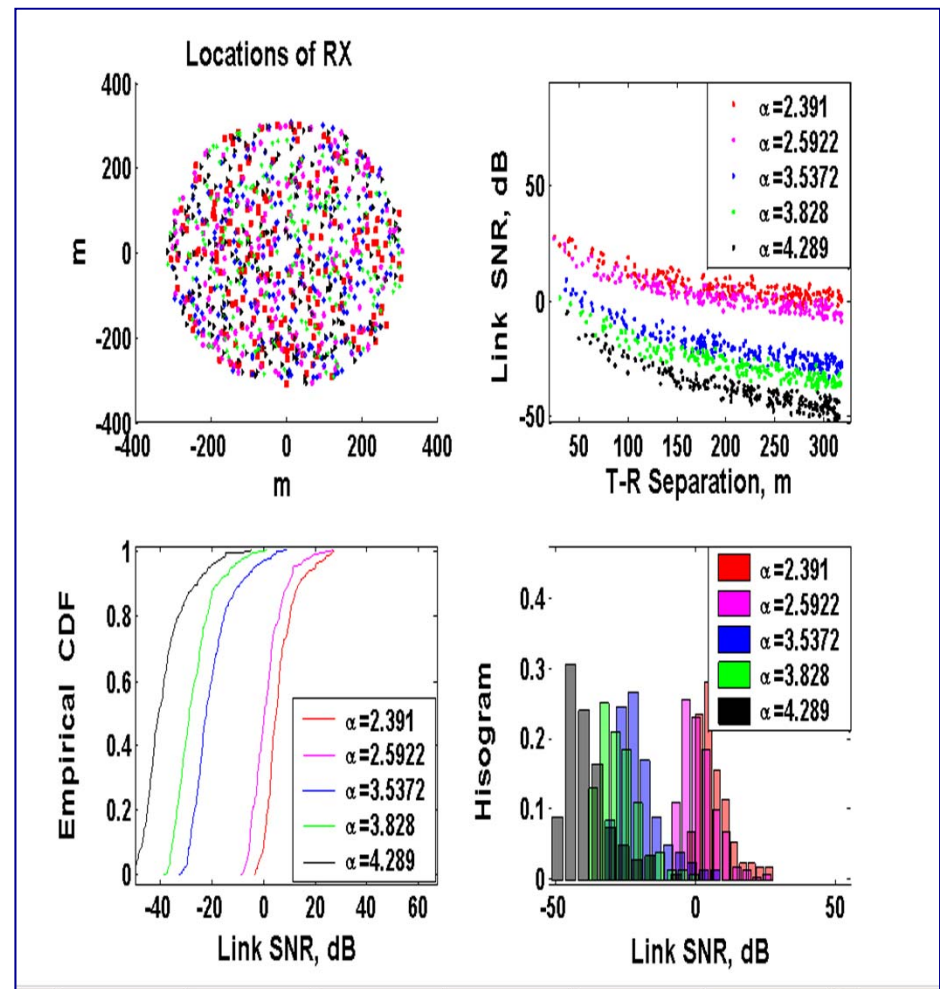 Locations of RX
400
200
0
-200
-400
-400 -200 0 200 400
m
m
α=2.391
α=2.5922
α=3.5372
α=3.828
α=4.289
50
0
-50
50 100 150 200 250 300
Link SNR, dB
T-R Separation, m
1
0.8
0.6
0.4
0.2
0
-40 -20 0 20 40 60
Empirical CDF
Link SNR, dB
α=2.391
α=2.5922
α=3.5372
α=3.828
α=4.289
0.4
0.3
0.2
0.1
0
-50 0 50
Hisogram
Link SNR, dB
α=2.391
α=2.5922
α=3.5372
α=3.828
α=4.289